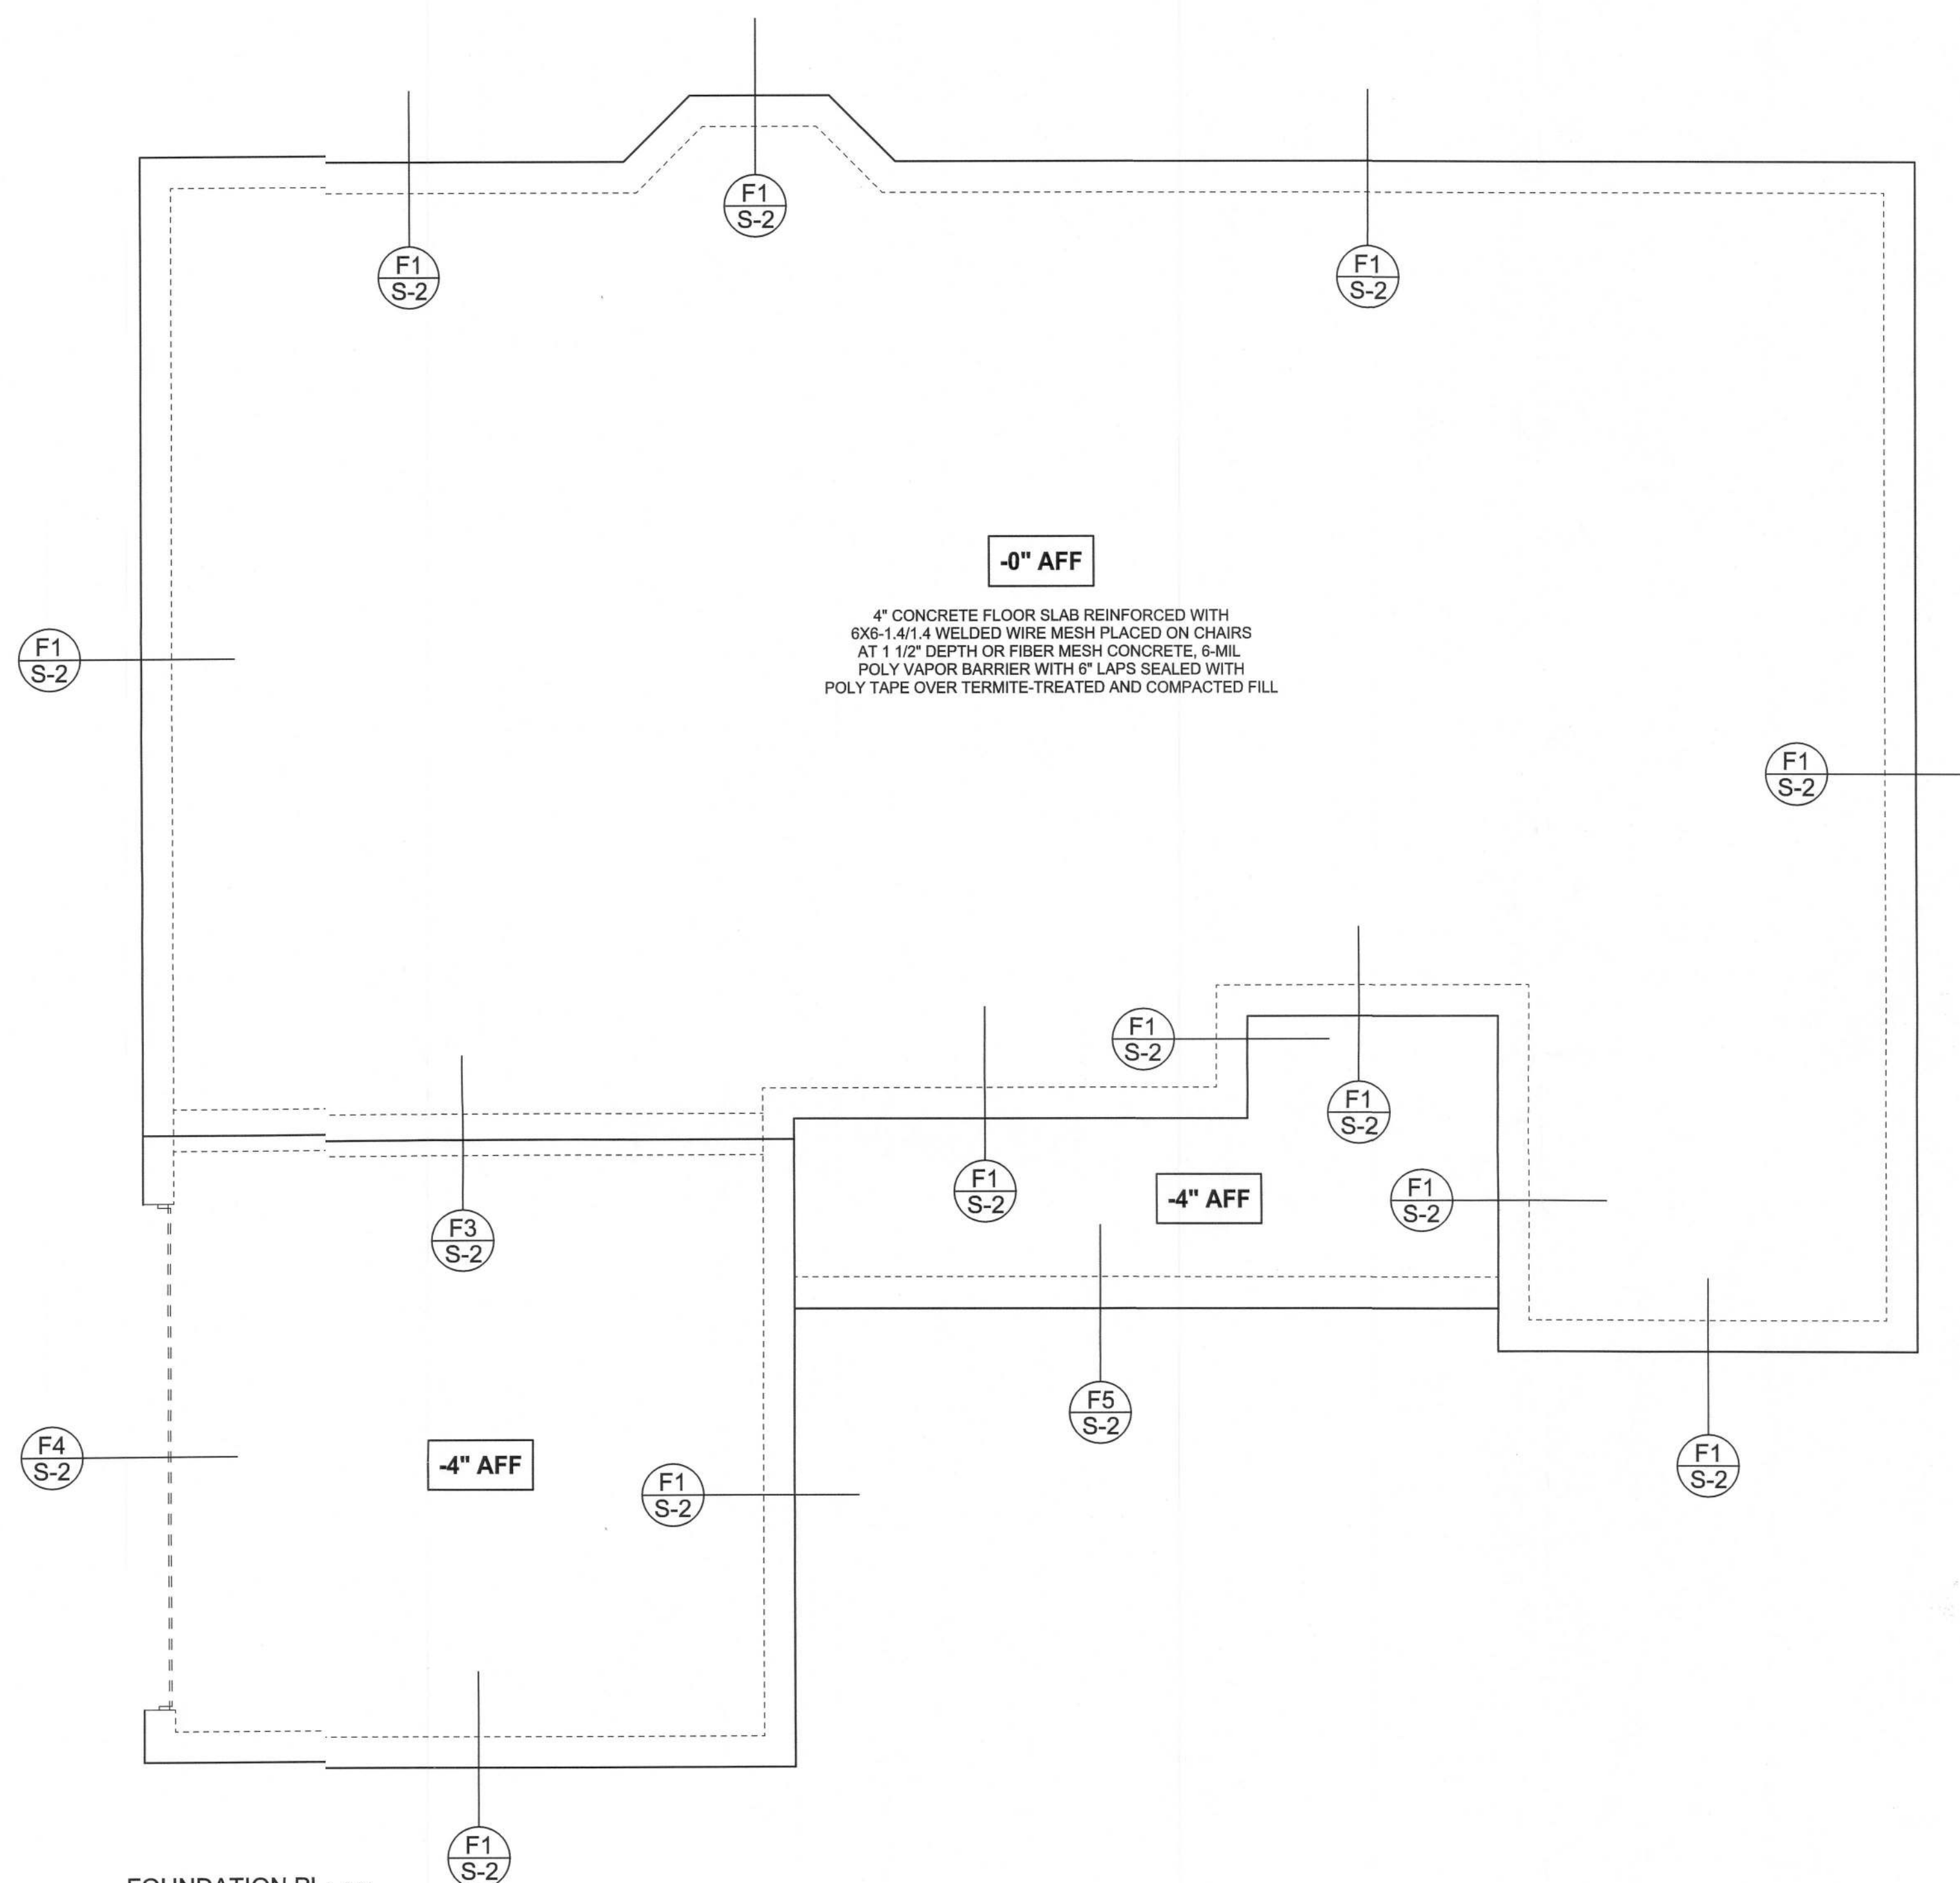 F1
S-2
F1
S-2
F1
S-2
-0" AFF
4" CONCRETE FLOOR SLAB REINFORCED WITH
6X6-1.4/1.4 WELDED WIRE MESH PLACED ON CHAIRS
AT 1 1/2" DEPTH OR FIBER MESH CONCRETE, 6-MIL
POLY VAPOR BARRIER WITH 6" LAPS SEALED WITH
POLY TAPE OVER TERMITE-TREATED AND COMPACTED FILL
F1
S-2
F1
S-2
F1
S-2
F1
S-2
F1
S-2
-4" AFF
F1
S-2
F3
S-2
F5
S-2
F4
S-2
-4" AFF
F1
S-2
F1
S-2
F1
S-2
FOUNDATION